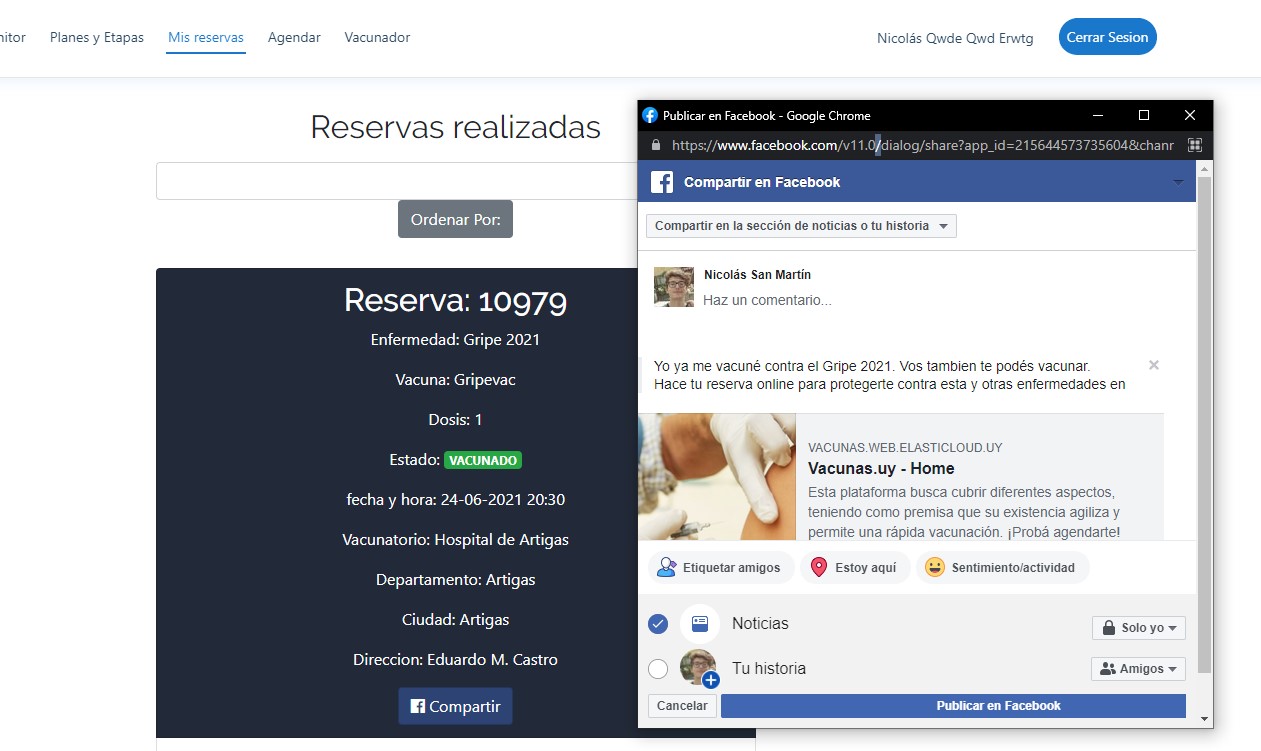 nitor Planes y Etapas Mis reservas Agendar Vacunador Nicolás Qwde Qwd Erwtg Cerrar Sesion
Reservas realizadas
Ordenar Por:
Reserva: 10979
Enfermedad: Gripe 2021
Vacuna: Gripevac
Dosis: 1
Estado: VACUNADO
fecha y hora: 24-06-2021 20:30
Vacunatorio: Hospital de Artigas
Departamento: Artigas
Ciudad: Artigas
Direccion: Eduardo M. Castro
Compartir
Publicar en Facebook - Google Chrome
https://www.facebook.com/v11.0/dialog/share?app_id=215644573735604&chanr
Compartir en Facebook
Compartir en la sección de noticias o tu historia
Nicolás San Martín
Haz un comentario...
Yo ya me vacuné contra el Gripe 2021. Vos tambien te podés vacunar.
Hace tu reserva online para protegerte contra esta y otras enfermedades en
VACUNAS.WEB.ELASTICLOUD.UY
Vacunas.uy - Home
Esta plataforma busca cubrir diferentes aspectos,
teniendo como premisa que su existencia agiliza y
permite una rápida vacunación. ¡Probá agendarte!
Etiquetar amigos Estoy aquí Sentimiento/actividad
Noticias Solo yo
Tu historia Amigos
Cancelar Publicar en Facebook